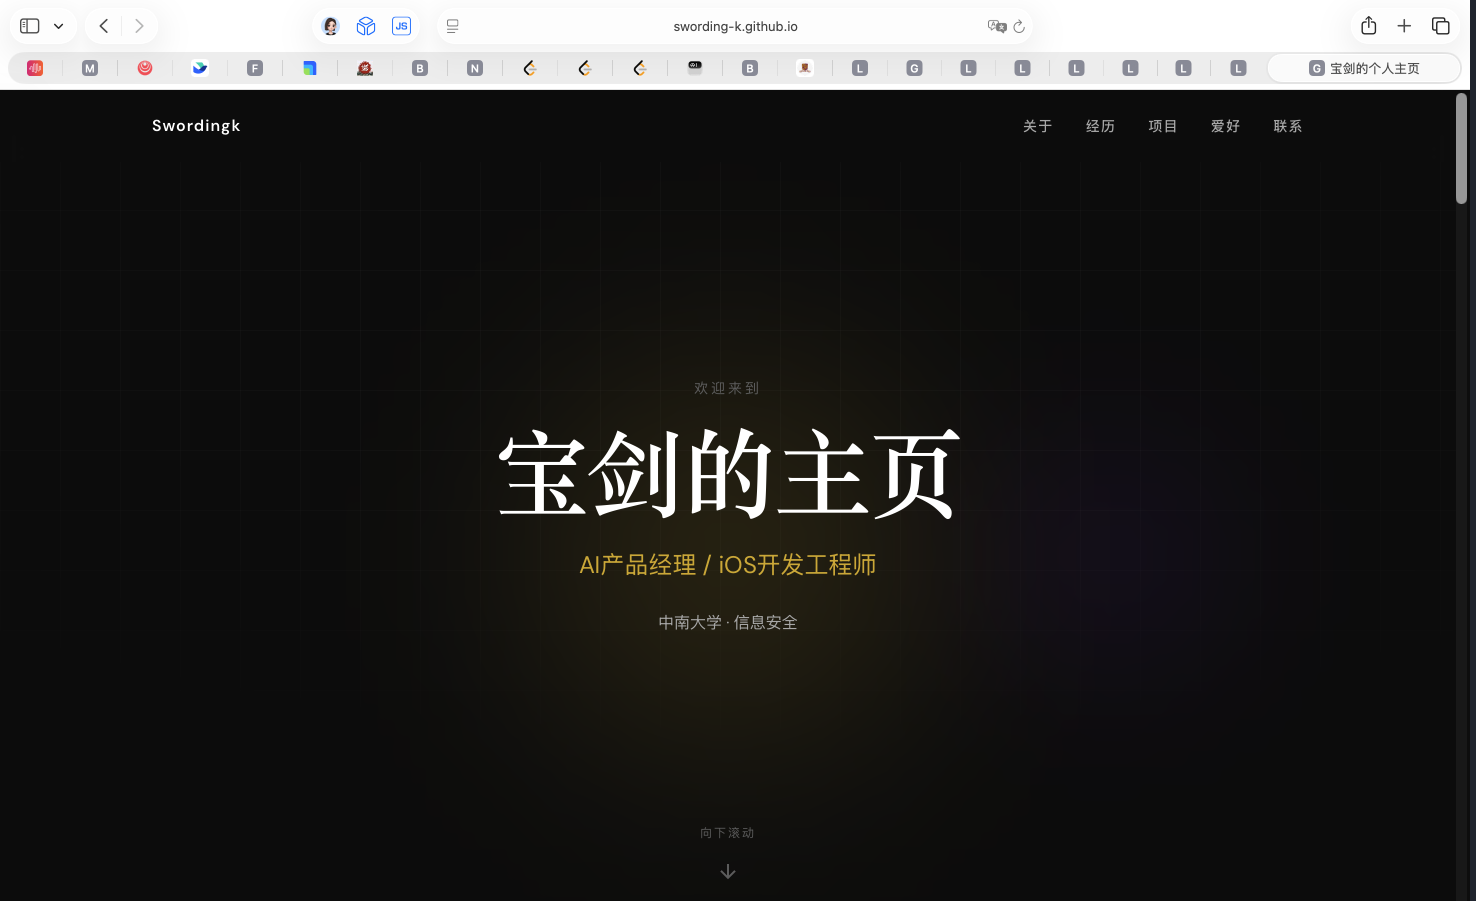 swording-k.github.io
JS
M
F
B
N
B
L
G
L
L
L
L
L
L
G 宝剑的个人主页
Swordingk
关于 经历 项目 爱好 联系
欢迎来到
宝剑的主页
AI产品经理 / iOS开发工程师
中南大学 · 信息安全
向下滚动